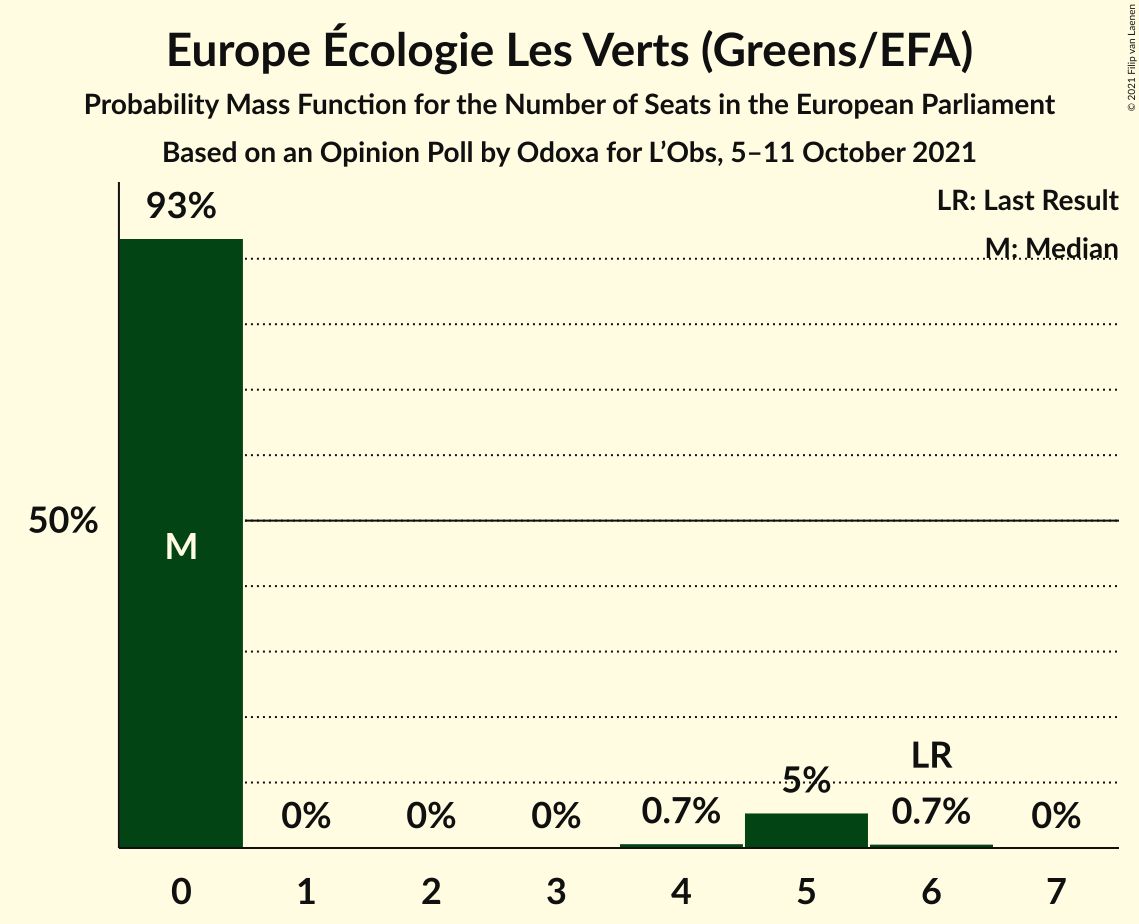 Europe Écologie Les Verts (Greens/EFA)
Probability Mass Function for the Number of Seats in the European Parliament
Based on an Opinion Poll by Odoxa for L’Obs, 5–11 October 2021
© 2021 Filip van Laenen
LR: Last Result
M: Median
93%
50%
M
LR
0% 0% 0% 0.7% 5% 0.7% 0%
0 1 2 3 4 5 6 7